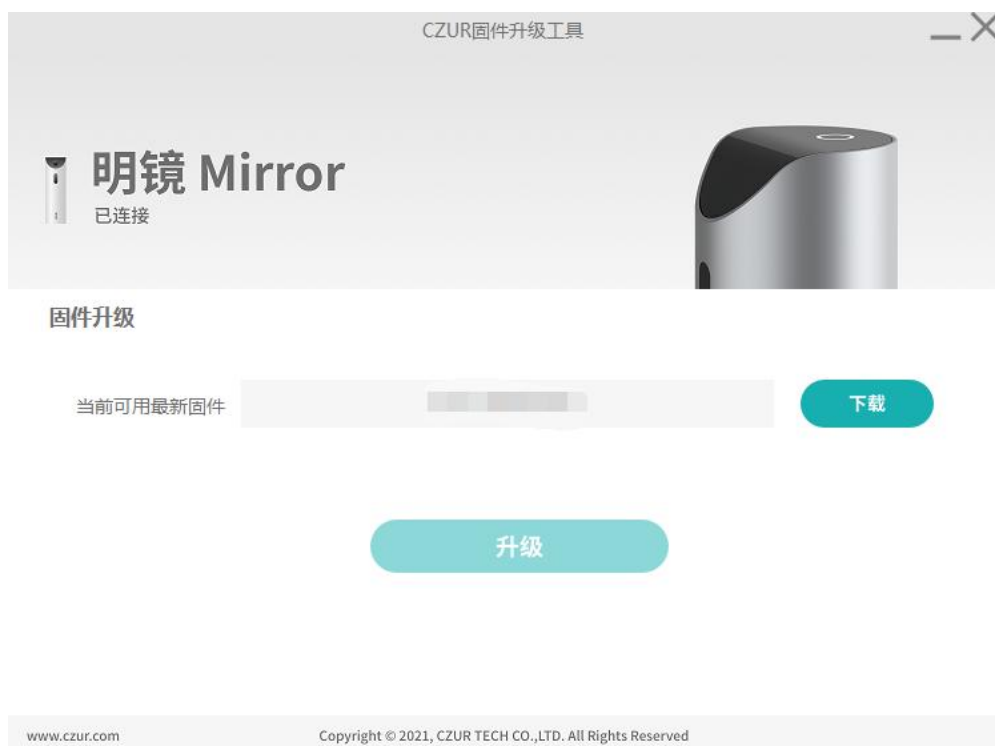 CZUR固件升级工具
明镜 Mirror
已连接
固件升级
当前可用最新固件
下载
升级
www.czur.com
Copyright © 2021, CZUR TECH CO.,LTD. All Rights Reserved